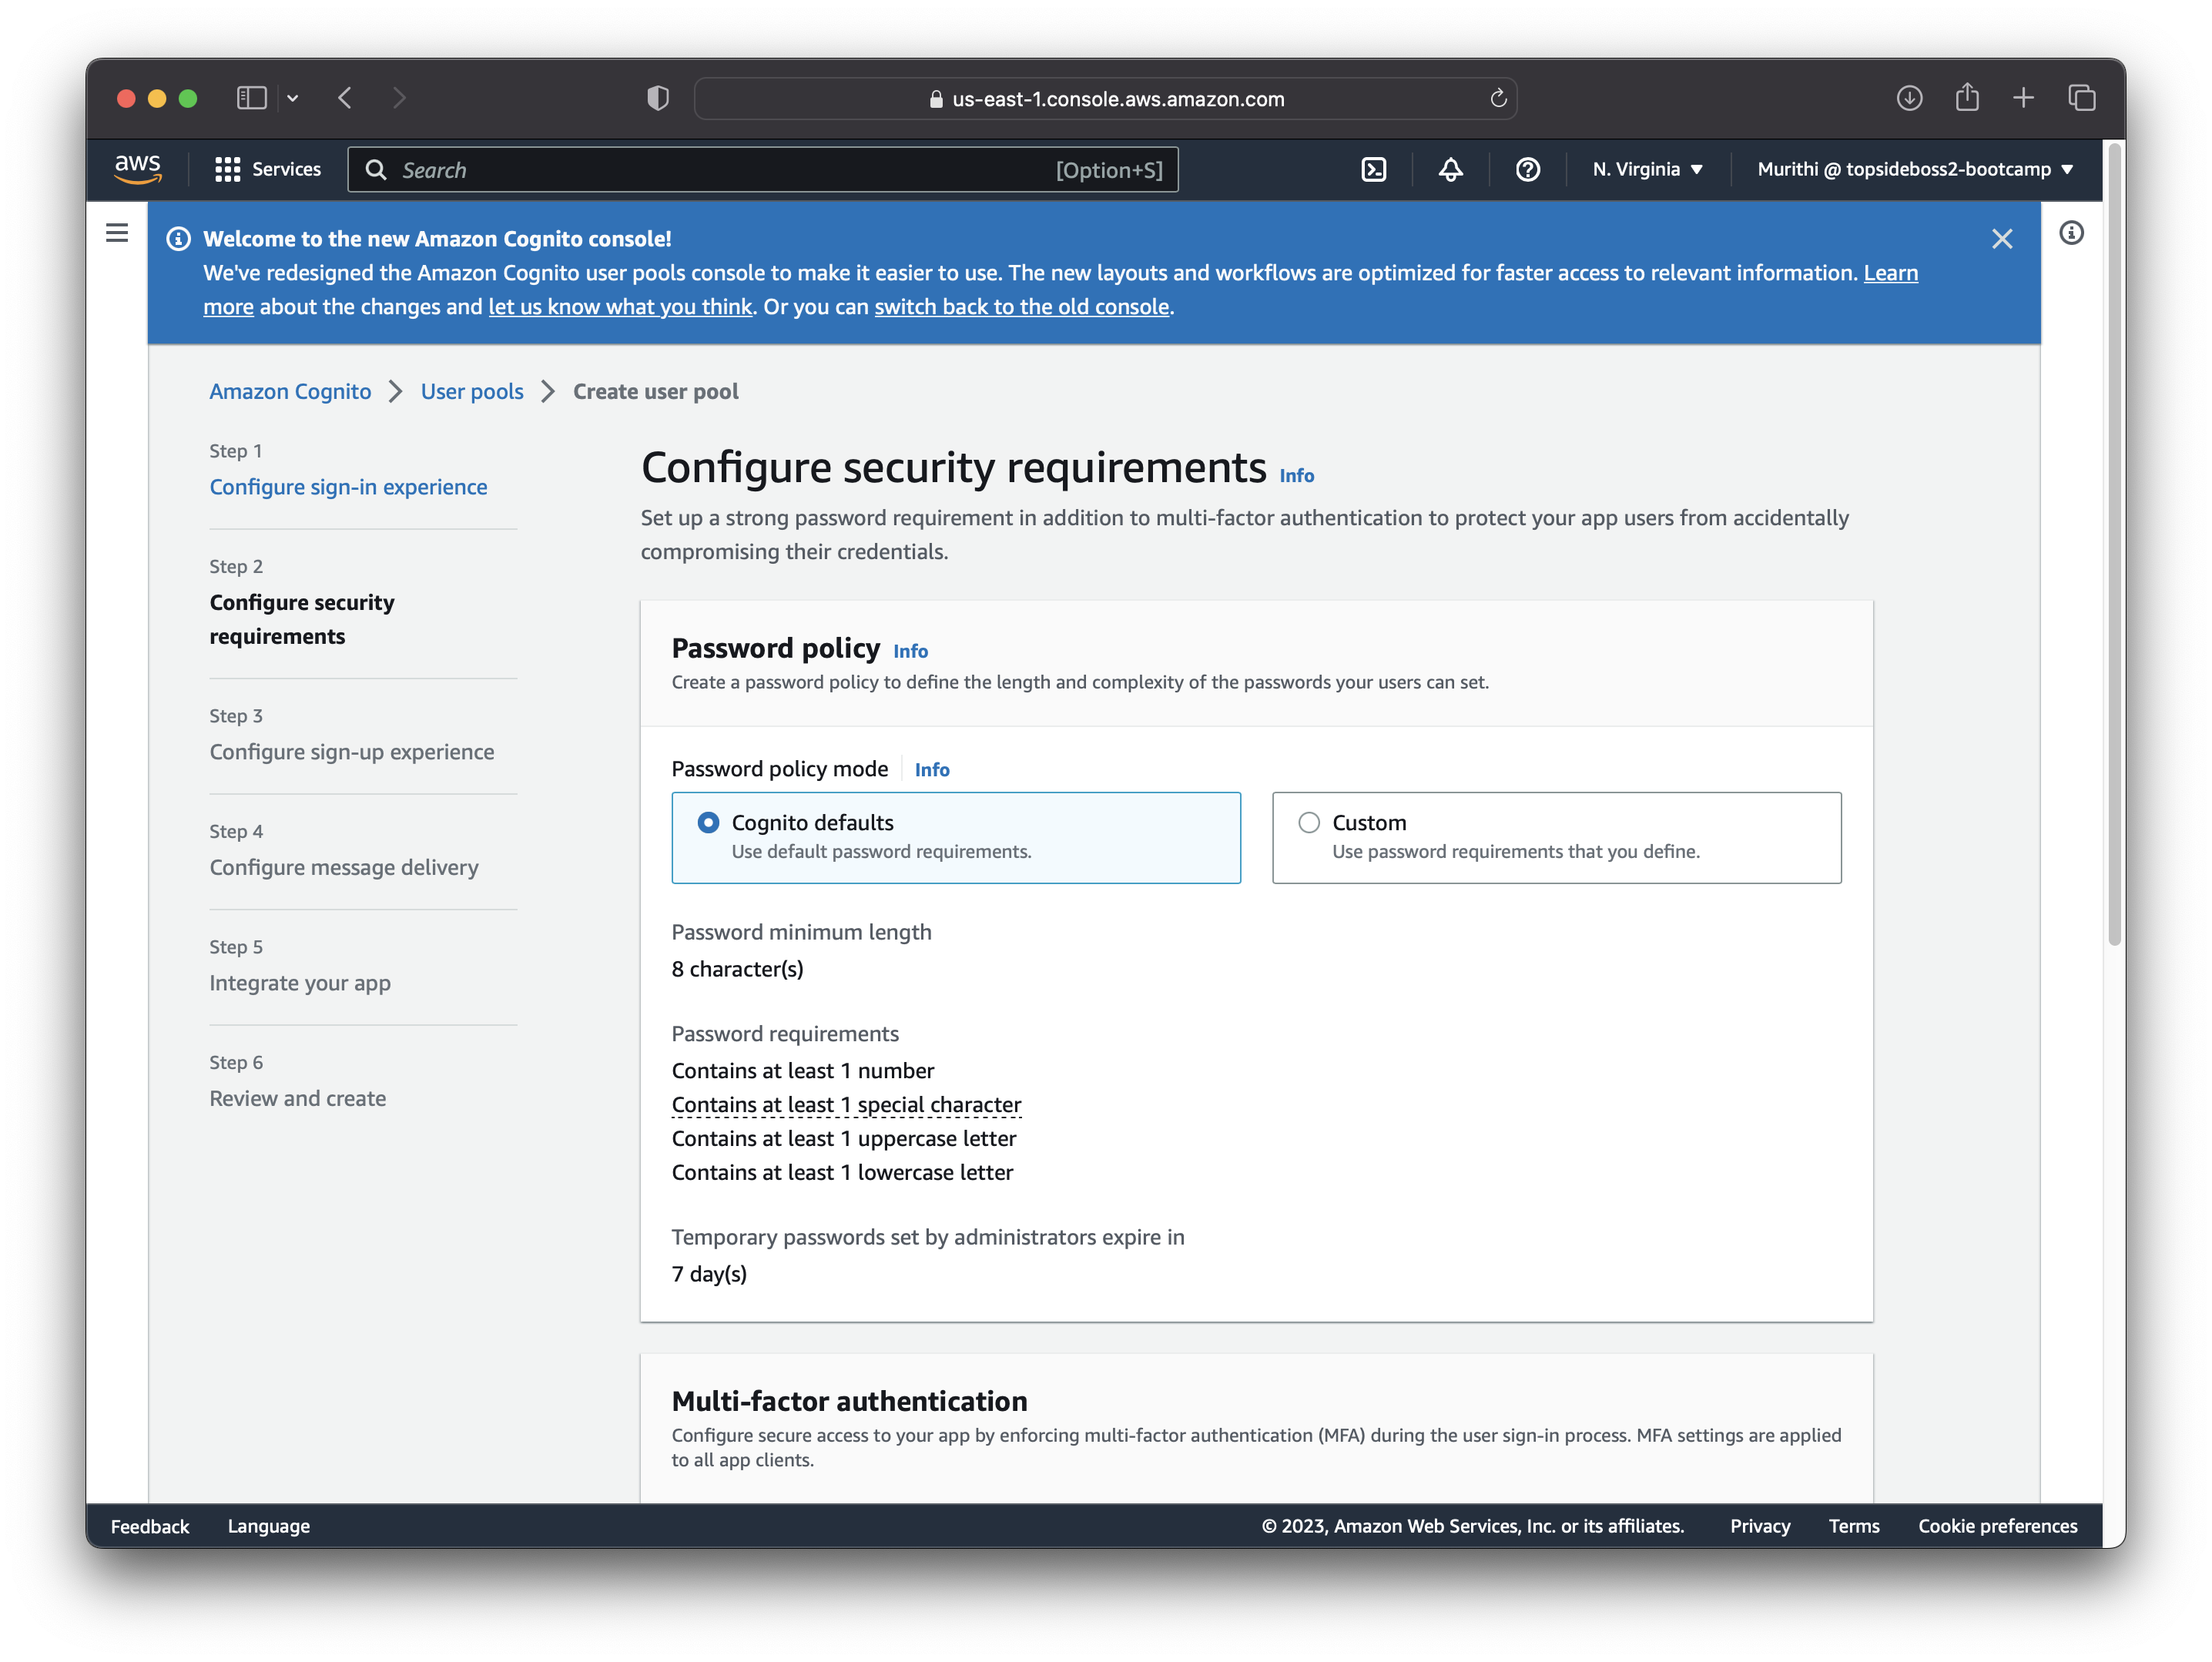 us-east-1.console.aws.amazon.com
aws
Services
Search
[Option+S]
N. Virginia
Murithi @ topsideboss2-bootcamp
Welcome to the new Amazon Cognito console!
We've redesigned the Amazon Cognito user pools console to make it easier to use. The new layouts and workflows are optimized for faster access to relevant information. Learn
more about the changes and let us know what you think. Or you can switch back to the old console.
Amazon Cognito
User pools
Create user pool
Step 1
Configure sign-in experience
Step 2
Configure security
requirements
Step 3
Configure sign-up experience
Step 4
Configure message delivery
Step 5
Integrate your app
Step 6
Review and create
Configure security requirements Info
Set up a strong password requirement in addition to multi-factor authentication to protect your app users from accidentally
compromising their credentials.
Password policy Info
Create a password policy to define the length and complexity of the passwords your users can set.
Password policy mode Info
Cognito defaults
Use default password requirements.
Custom
Use password requirements that you define.
Password minimum length
8 character(s)
Password requirements
Contains at least 1 number
Contains at least 1 special character
Contains at least 1 uppercase letter
Contains at least 1 lowercase letter
Temporary passwords set by administrators expire in
7 day(s)
Multi-factor authentication
Configure secure access to your app by enforcing multi-factor authentication (MFA) during the user sign-in process. MFA settings are applied
to all app clients.
Feedback
Language
© 2023, Amazon Web Services, Inc. or its affiliates.
Privacy
Terms
Cookie preferences